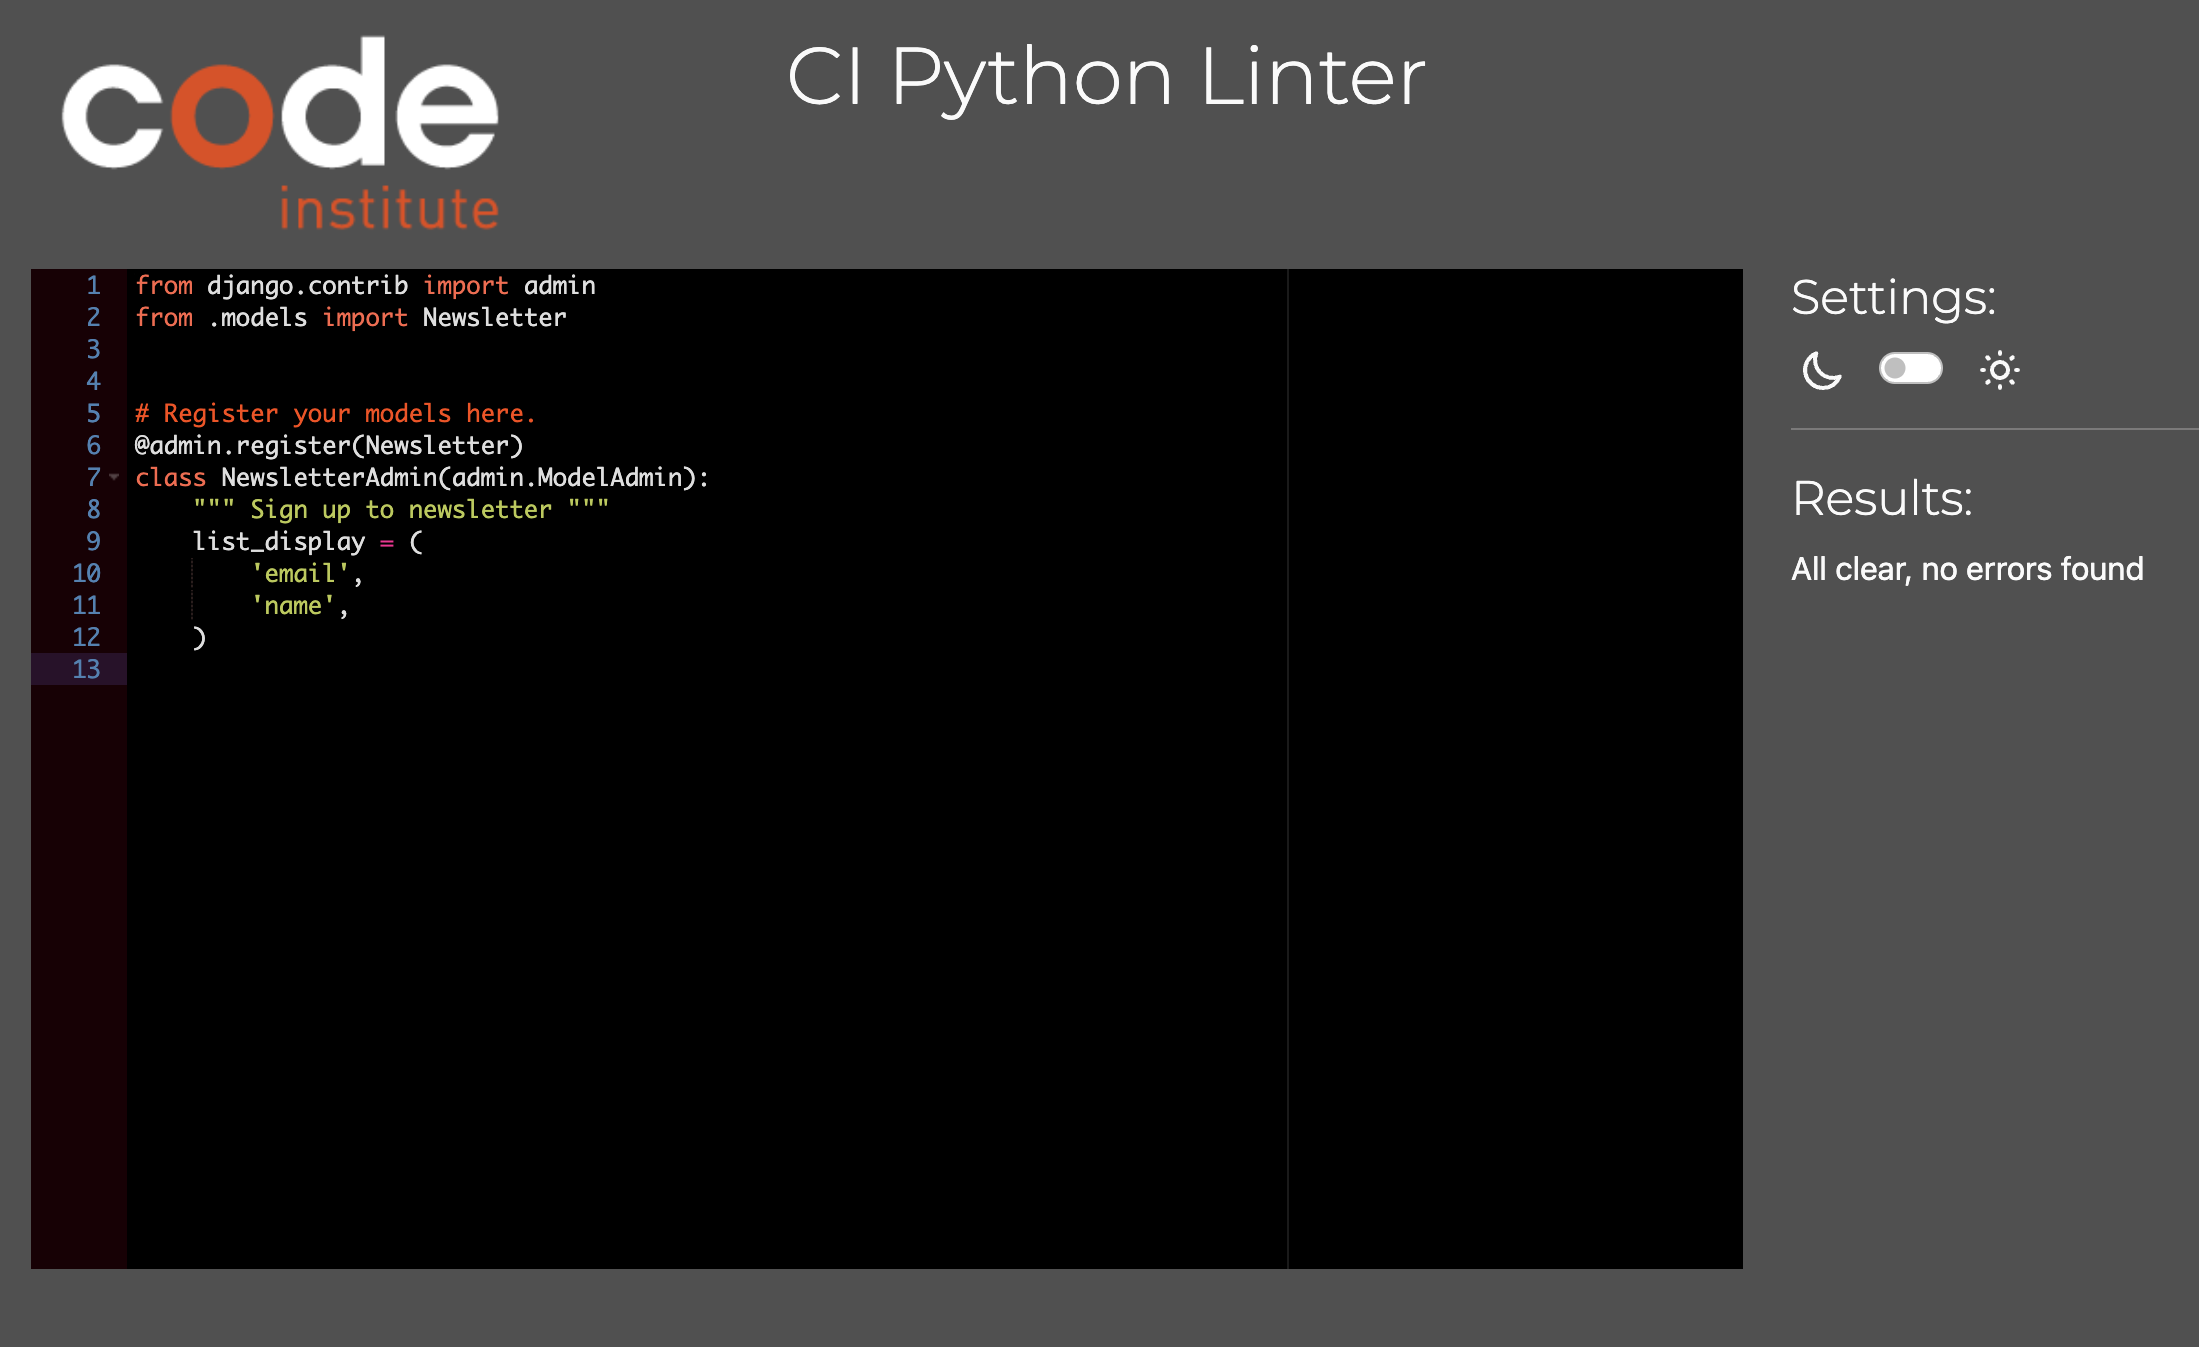 code
institute
CI Python Linter
1 from django.contrib import admin
2 from .models import Newsletter
3
4
5 # Register your models here.
6 @admin.register(Newsletter)
7 class NewsletterAdmin(admin.ModelAdmin):
8     """ Sign up to newsletter """
9     list_display = (
10         'email',
11         'name',
12     )
13
Settings:
Results:
All clear, no errors found